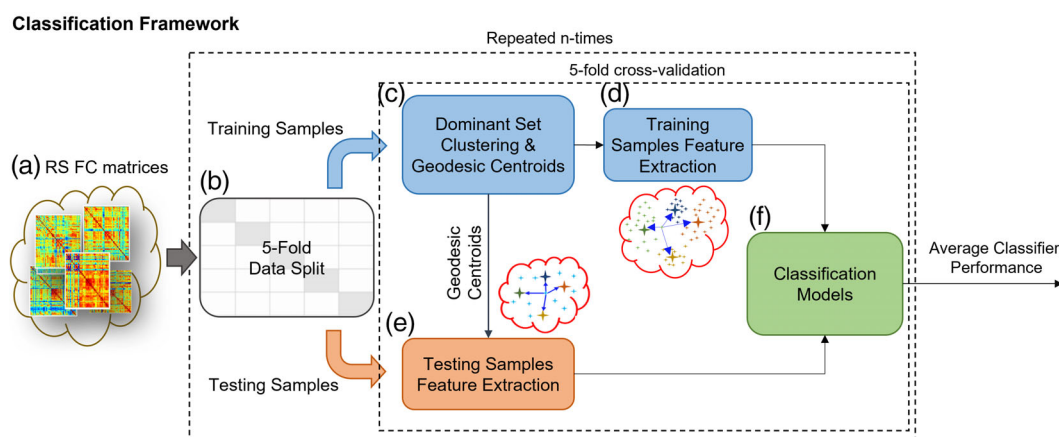 Classification Framework
Repeated n-times
5-fold cross-validation
(a) RS FC matrices
(b)
5-Fold
Data Split
Training Samples
Testing Samples
(c)
Dominant Set
Clustering &
Geodesic Centroids
(d)
Training
Samples Feature
Extraction
Geodesic
Centroids
(e)
Testing Samples
Feature Extraction
(f)
Classification
Models
Average Classifier
Performance